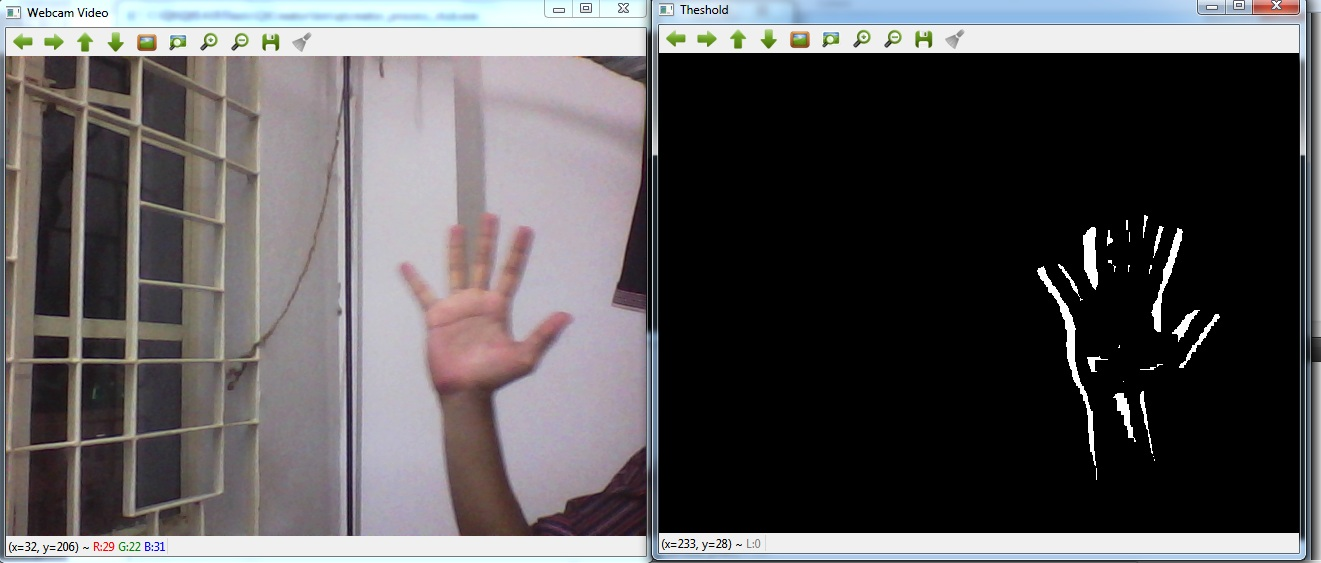 Webcam Video
Theshold
(x=32, y=206) ~ R:29 G:22 B:31
(x=233, y=28) ~ L:0